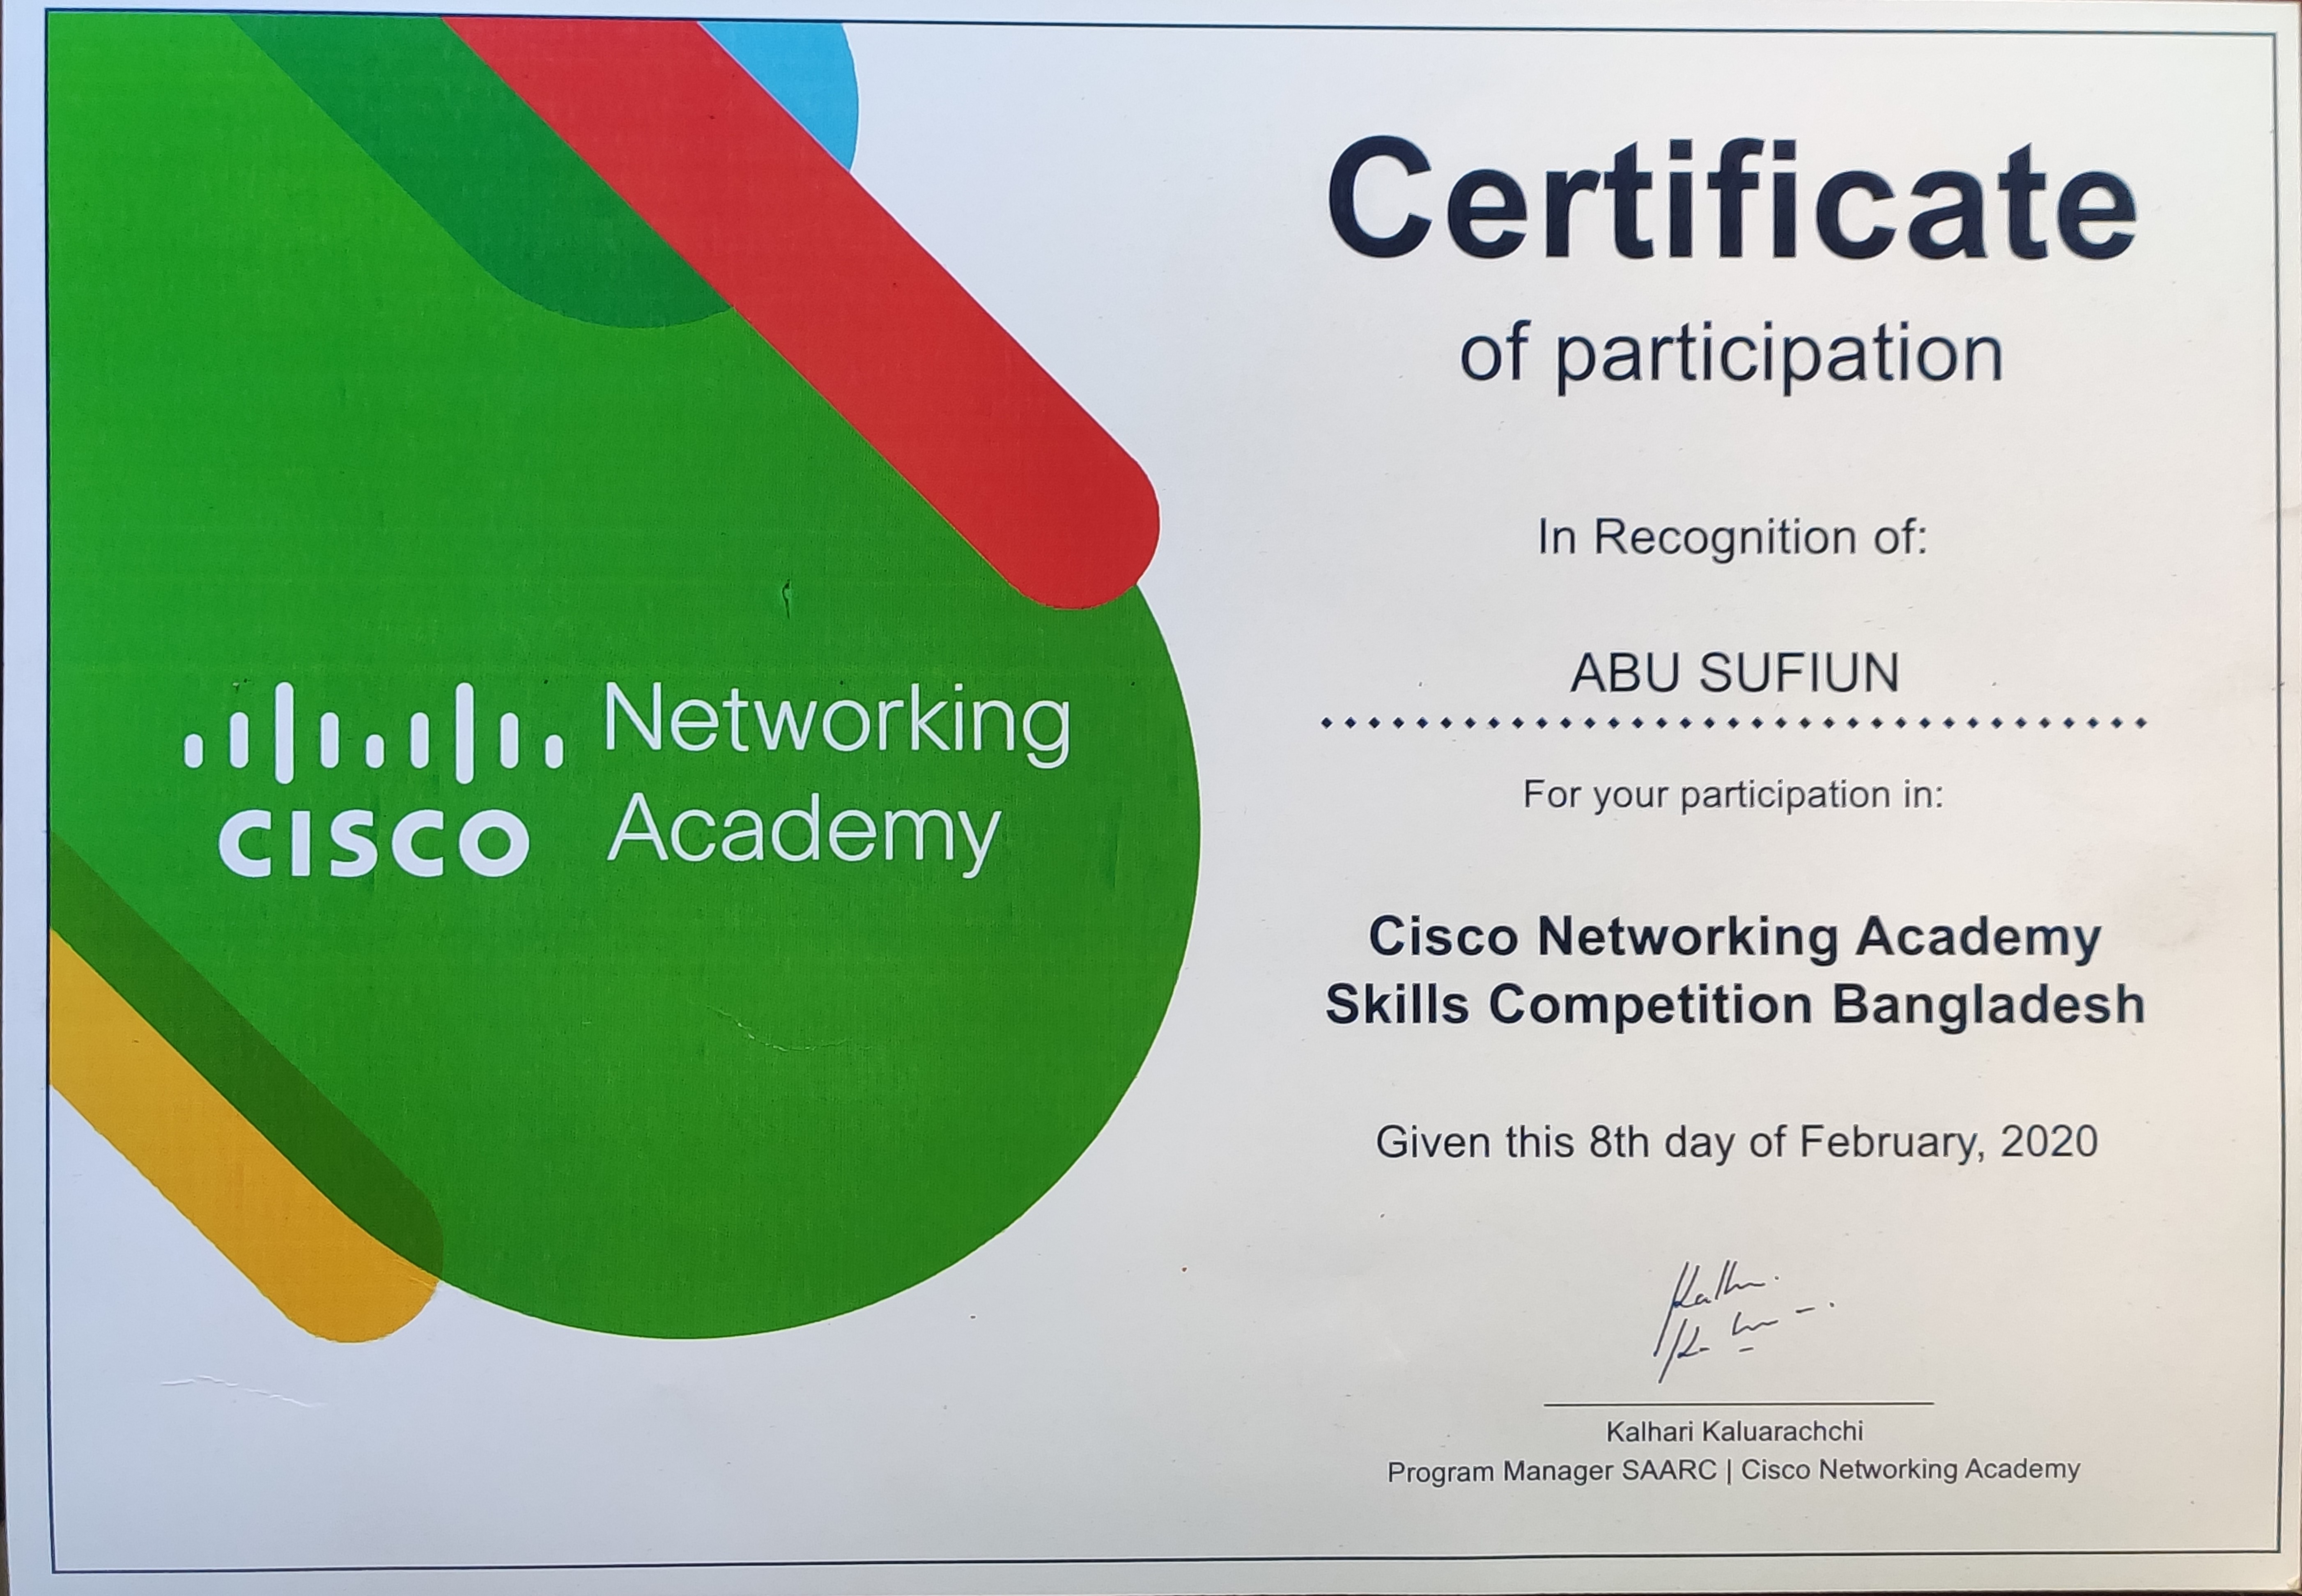 CISCO
Networking
Academy
Certificate
of participation
In Recognition of:
ABU SUFIUN
For your participation in:
Cisco Networking Academy
Skills Competition Bangladesh
Given this 8th day of February, 2020
Kalhari Kaluarachchi
Program Manager SAARC | Cisco Networking Academy